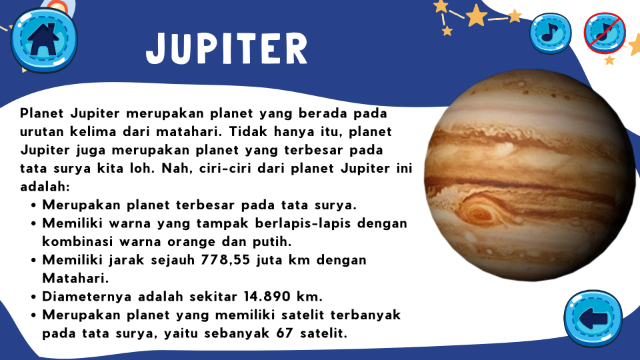 JUPITER
Planet Jupiter merupakan planet yang berada pada
urutan kelima dari matahari. Tidak hanya itu, planet
Jupiter juga merupakan planet yang terbesar pada
tata surya kita loh. Nah, ciri-ciri dari planet Jupiter ini
adalah:
• Merupakan planet terbesar pada tata surya.
• Memiliki warna yang tampak berlapis-lapis dengan
kombinasi warna orange dan putih.
• Memiliki jarak sejauh 778,55 juta km dengan
Matahari.
• Diameternya adalah sekitar 14.890 km.
• Merupakan planet yang memiliki satelit terbanyak
pada tata surya, yaitu sebanyak 67 satelit.